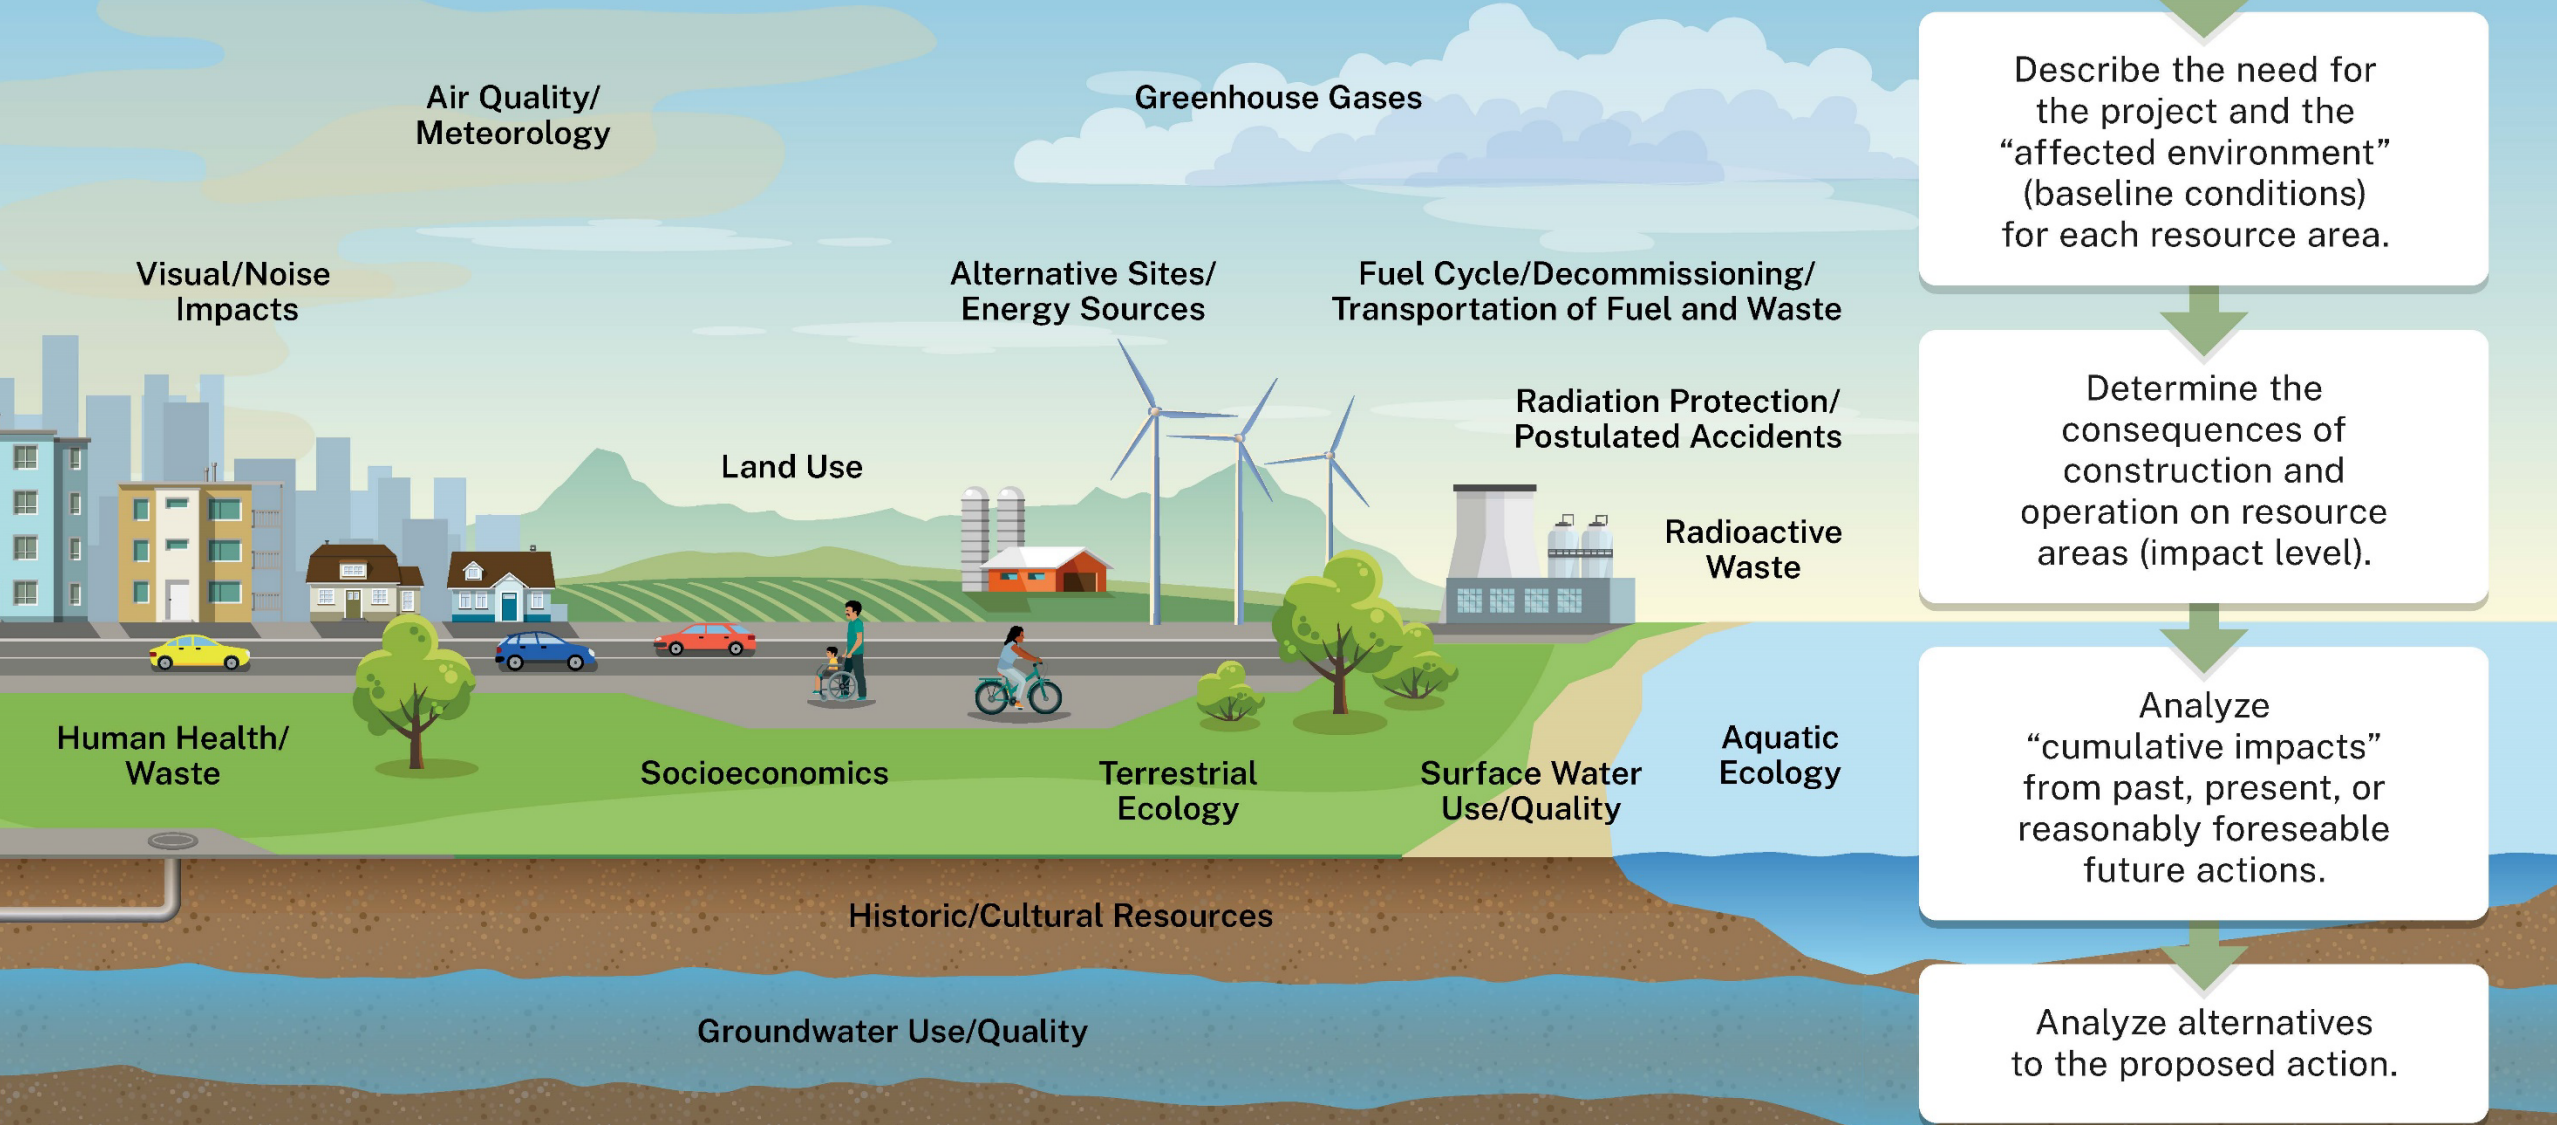 Air Quality/
Meteorology
Greenhouse Gases
Visual/Noise
Impacts
Alternative Sites/
Energy Sources
Fuel Cycle/Decommissioning/
Transportation of Fuel and Waste
Radiation Protection/
Postulated Accidents
Land Use
Radioactive
Waste
Human Health/
Waste
Socioeconomics
Terrestrial
Ecology
Surface Water
Use/Quality
Aquatic
Ecology
Historic/Cultural Resources
Groundwater Use/Quality
Describe the need for
the project and the
“affected environment”
(baseline conditions)
for each resource area.
Determine the
consequences of
construction and
operation on resource
areas (impact level).
Analyze
“cumulative impacts”
from past, present, or
reasonably foreseeable
future actions.
Analyze alternatives
to the proposed action.